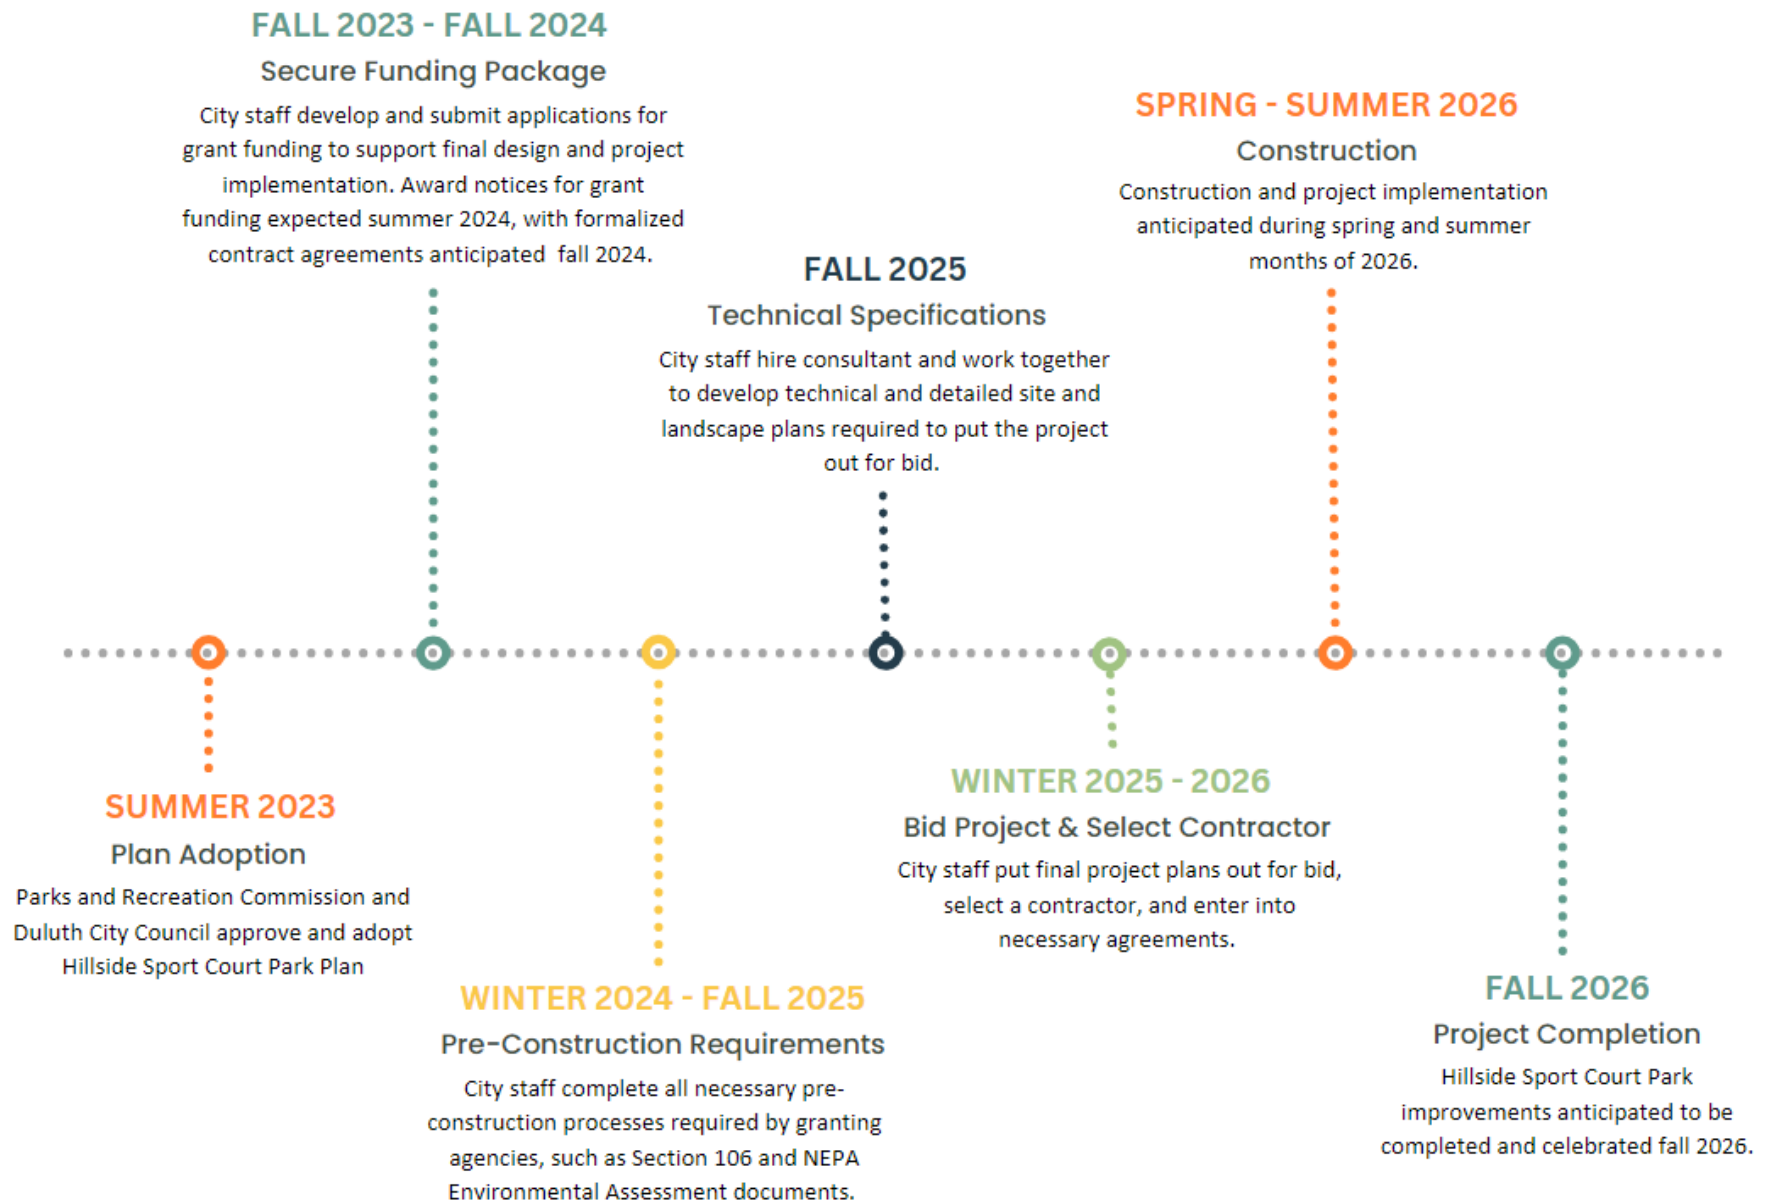 FALL 2023 - FALL 2024
Secure Funding Package
City staff develop and submit applications for
grant funding to support final design and project
implementation. Award notices for grant
funding expected summer 2024, with formalized
contract agreements anticipated  fall 2024.
SPRING - SUMMER 2026
Construction
Construction and project implementation
anticipated during spring and summer
months of 2026.
FALL 2025
Technical Specifications
City staff hire consultant and work together
to develop technical and detailed site and
landscape plans required to put the project
out for bid.
SUMMER 2023
Plan Adoption
Parks and Recreation Commission and
Duluth City Council approve and adopt
Hillside Sport Court Park Plan
WINTER 2024 - FALL 2025
Pre-Construction Requirements
City staff complete all necessary pre-
construction processes required by granting
agencies, such as Section 106 and NEPA
Environmental Assessment documents.
WINTER 2025 - 2026
Bid Project & Select Contractor
City staff put final project plans out for bid,
select a contractor, and enter into
necessary agreements.
FALL 2026
Project Completion
Hillside Sport Court Park
improvements anticipated to be
completed and celebrated fall 2026.